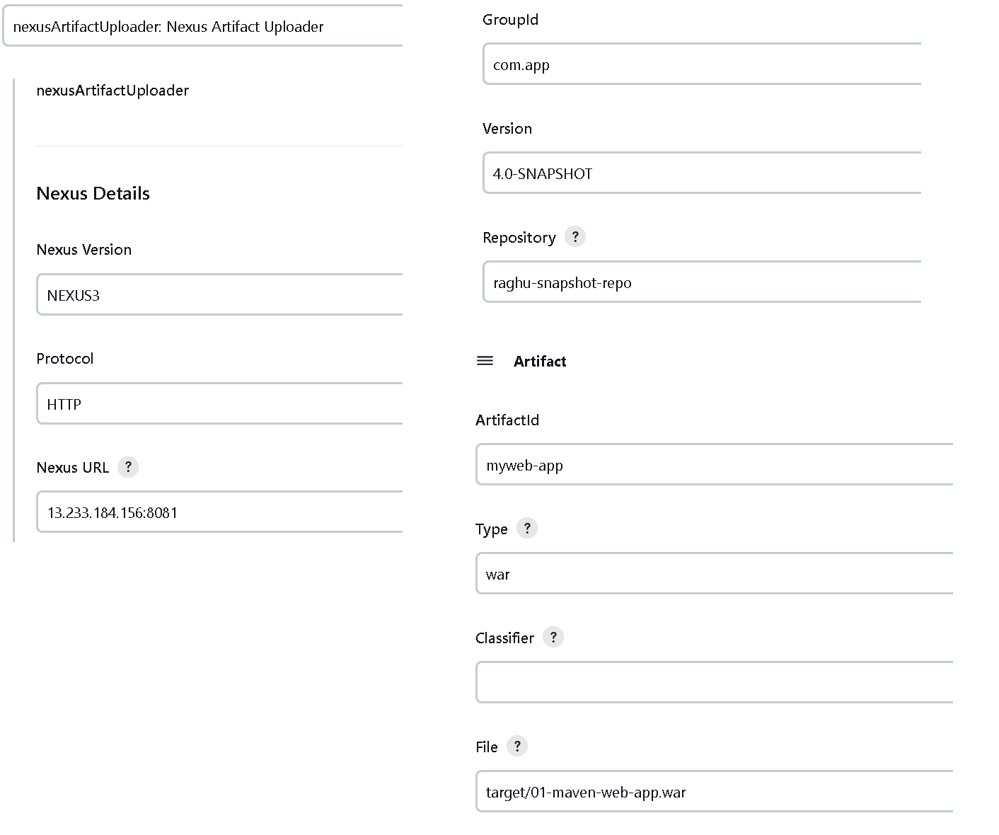 nexusArtifactUploader: Nexus Artifact Uploader
nexusArtifactUploader
Nexus Details
Nexus Version
NEXUS3
Protocol
HTTP
Nexus URL ?
13.233.184.156:8081
GroupId
com.app
Version
4.0-SNAPSHOT
Repository ?
raghu-snapshot-repo
Artifact
ArtifactId
myweb-app
Type ?
war
Classifier ?
File ?
target/01-maven-web-app.war